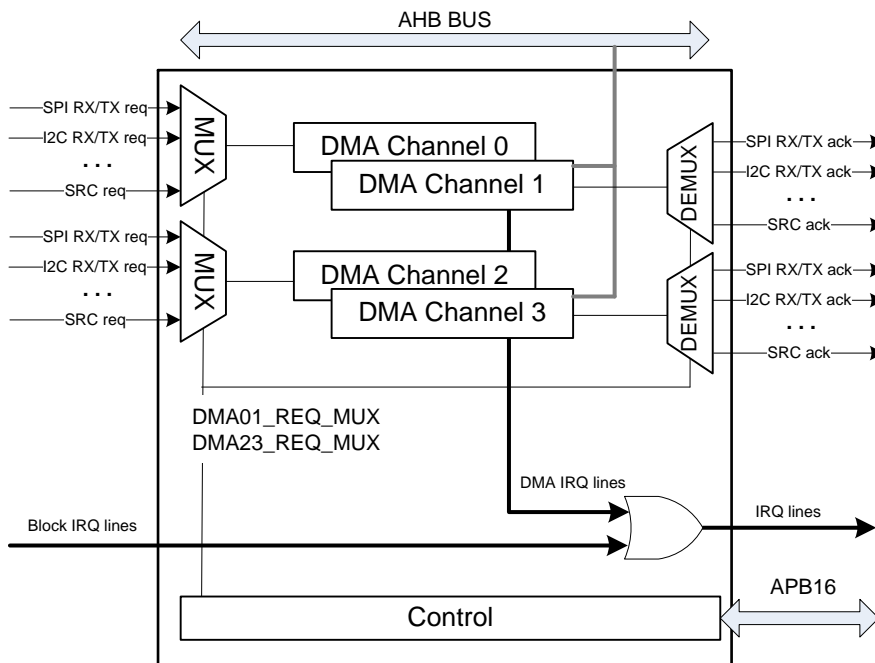 AHB BUS
SPI RX/TX req
I2C RX/TX req
. . .
SRC req
MUX
DMA Channel 0
DMA Channel 1
DEMUX
SPI RX/TX ack
I2C RX/TX ack
. . .
SRC ack
SPI RX/TX req
I2C RX/TX req
. . .
SRC req
MUX
DMA Channel 2
DMA Channel 3
DEMUX
SPI RX/TX ack
I2C RX/TX ack
. . .
SRC ack
DMA01_REQ_MUX
DMA23_REQ_MUX
DMA IRQ lines
Block IRQ lines
IRQ lines
APB16
Control